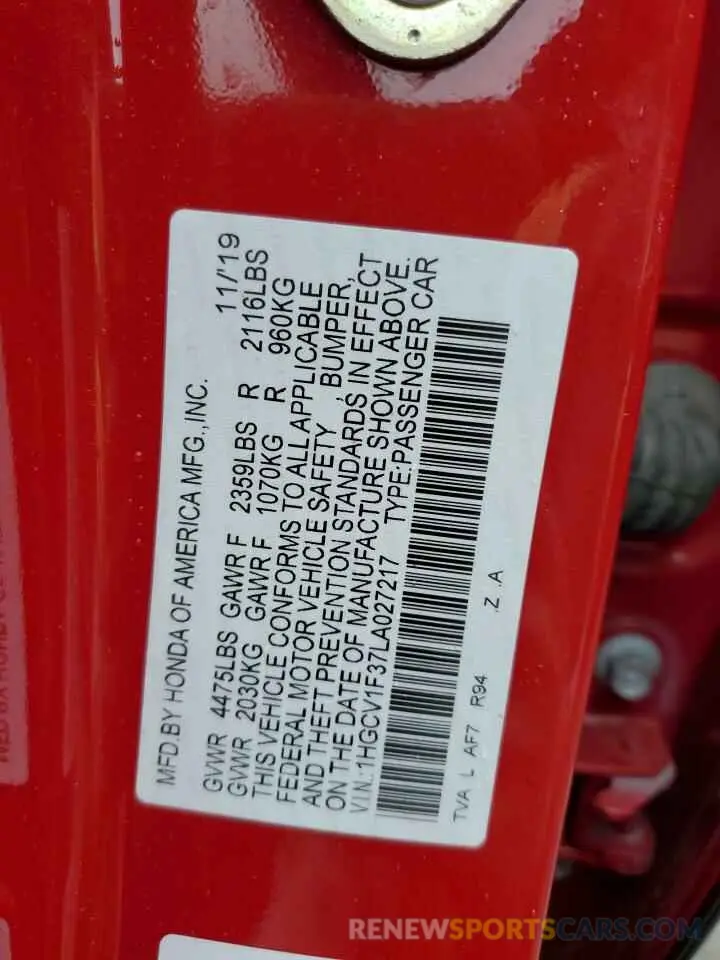 MFD.BY HONDA OF AMERICA MFG.,INC. 11/'19
GVWR 4475LBS GAWR F 2359LBS R 2116LBS
GVWR 2030KG GAWR F 1070KG R 960KG
THIS VEHICLE CONFORMS TO ALL APPLICABLE
FEDERAL MOTOR VEHICLE SAFETY, BUMPER,
AND THEFT PREVENTION STANDARDS IN EFFECT
ON THE DATE OF MANUFACTURE SHOWN ABOVE.
V.I.N.:1HGCV1F37LA027217 TYPE:PASSENGER CAR
TVA L AF7 R94 .Z .A
RENEWSPORTSCARS.COM